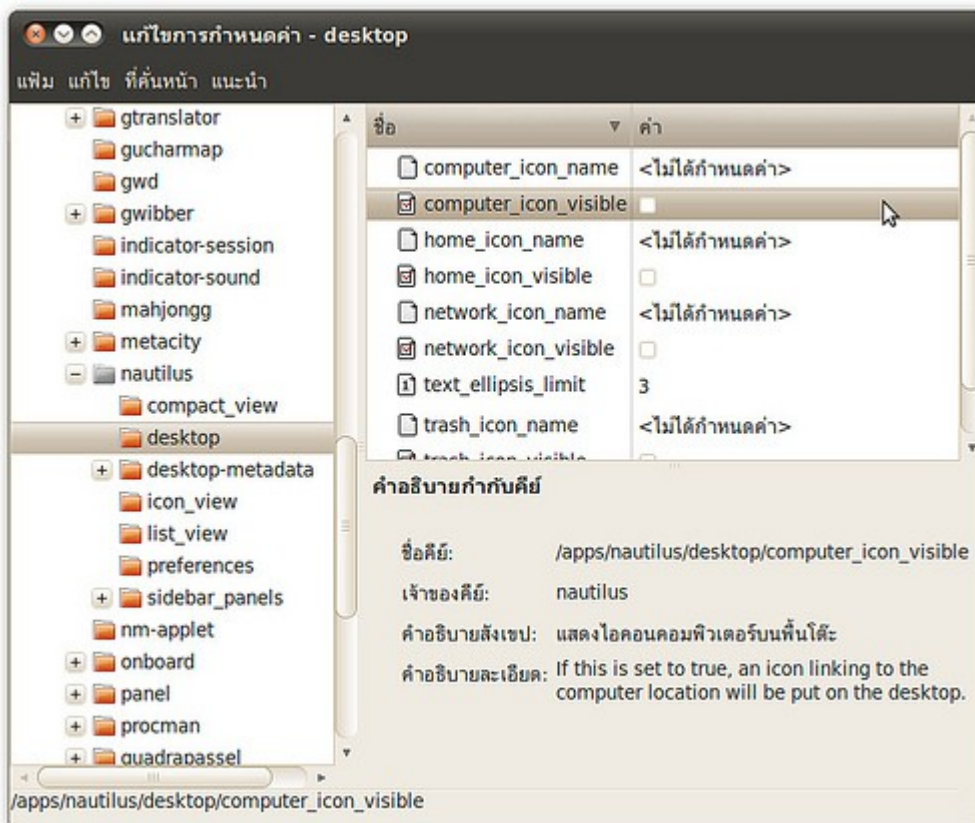 แก้ไขการกำหนดค่า - desktop
แฟ้ม แก้ไข ที่คั่นหน้า แนะนำ
gtranslator
gucharmap
gwd
gwibber
indicator-session
indicator-sound
mahjongg
metacity
nautilus
compact_view
desktop
desktop-metadata
icon_view
list_view
preferences
sidebar_panels
nm-applet
onboard
panel
procman
quadrapassel
ชื่อ ค่า
computer_icon_name <ไม่ได้กำหนดค่า>
computer_icon_visible
home_icon_name <ไม่ได้กำหนดค่า>
home_icon_visible
network_icon_name <ไม่ได้กำหนดค่า>
network_icon_visible
text_ellipsis_limit 3
trash_icon_name <ไม่ได้กำหนดค่า>
trash_icon_visible
คำอธิบายกำกับคีย์
ชื่อคีย์: /apps/nautilus/desktop/computer_icon_visible
เจ้าของคีย์: nautilus
คำอธิบายสังเขป: แสดงไอคอนคอมพิวเตอร์บนพื้นโต๊ะ
คำอธิบายละเอียด: If this is set to true, an icon linking to the
computer location will be put on the desktop.
/apps/nautilus/desktop/computer_icon_visible